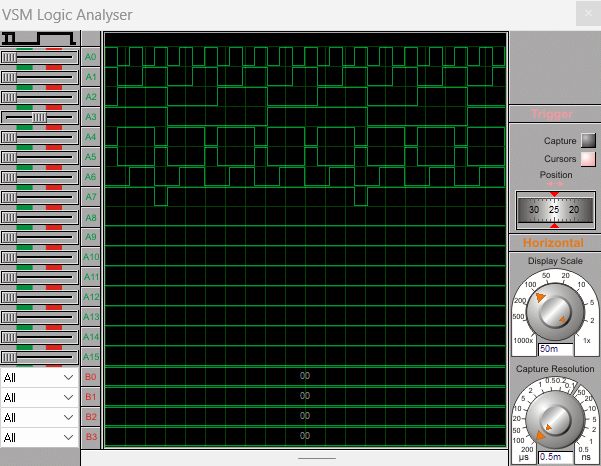 VSM Logic Analyser
A0
A1
A2
A3
A4
A5
A6
A7
A8
A9
A10
A11
A12
A13
A14
A15
All
B0
00
All
B1
00
All
B2
00
All
B3
00
Trigger
Capture
Cursors
Position
30 25 20
Horizontal
Display Scale
1000x 500 200 100 50 20 10 5 2 1x
50m
Capture Resolution
200 100 50 20 10 5 2 1 0.5 0.2 0.1 50 20 10 5 2 1 0.5
µs
0.5m
ns